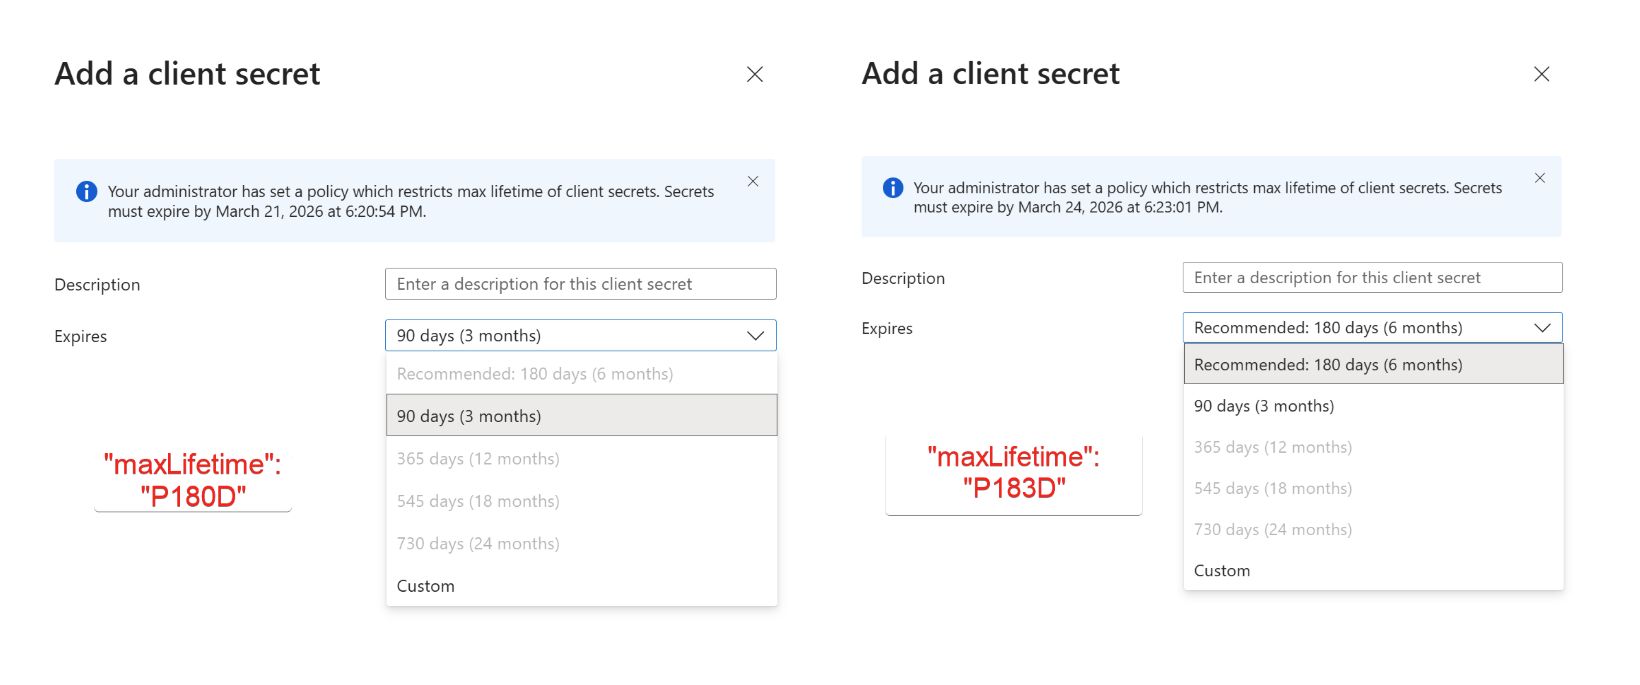 Add a client secret
Your administrator has set a policy which restricts max lifetime of client secrets. Secrets
must expire by March 21, 2026 at 6:20:54 PM.
Description
Enter a description for this client secret
Expires
90 days (3 months)
Recommended: 180 days (6 months)
90 days (3 months)
365 days (12 months)
545 days (18 months)
730 days (24 months)
Custom
"maxLifetime":
"P180D"
Add a client secret
Your administrator has set a policy which restricts max lifetime of client secrets. Secrets
must expire by March 24, 2026 at 6:23:01 PM.
Description
Enter a description for this client secret
Expires
Recommended: 180 days (6 months)
Recommended: 180 days (6 months)
90 days (3 months)
365 days (12 months)
545 days (18 months)
730 days (24 months)
Custom
"maxLifetime":
"P183D"